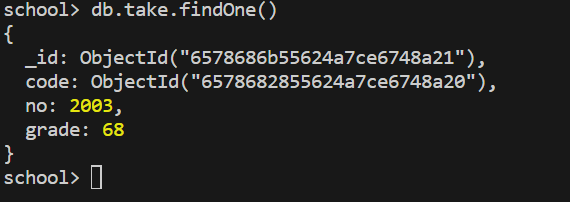 school> db.take.findOne()
{
  _id: ObjectId("6578686b55624a7ce6748a21"),
  code: ObjectId("6578682855624a7ce6748a20"),
  no: 2003,
  grade: 68
}
school>